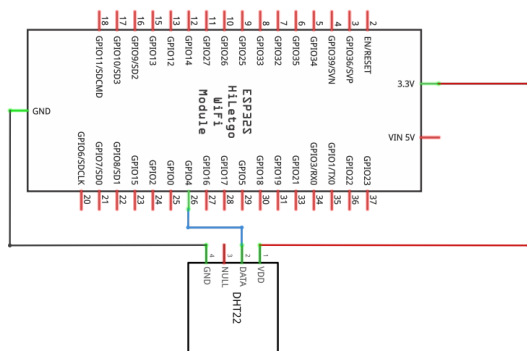 18 17 16 14 13 12 11 10 9 8 7 6 5 4 3 2
GPIO11/SDCMD
GPIO10/SD3
GPIO9/SD2
GPIO13
GPIO12
GPIO14
GPIO27
GPIO26
GPIO25
GPIO33
GPIO32
GPIO35
GPIO34
GPIO39/SVN
GPIO36/SVP
EN/RESET
3.3V
GND
ESP32S
HiLetgo
WiFi
Module
VIN 5V
GPIO6/SDCLK
GPIO7/SD0
GPIO8/SD1
GPIO15
GPIO2
GPIO0
GPIO4
GPIO16
GPIO17
GPIO5
GPIO18
GPIO19
GPIO21
GPIO3/RX0
GPIO1/TX0
GPIO22
GPIO23
20 21 22 23 24 25 26 27 28 29 30 31 33 34 35 36 37
4 3 2 1
GND
NULL
DATA
VDD
DHT22